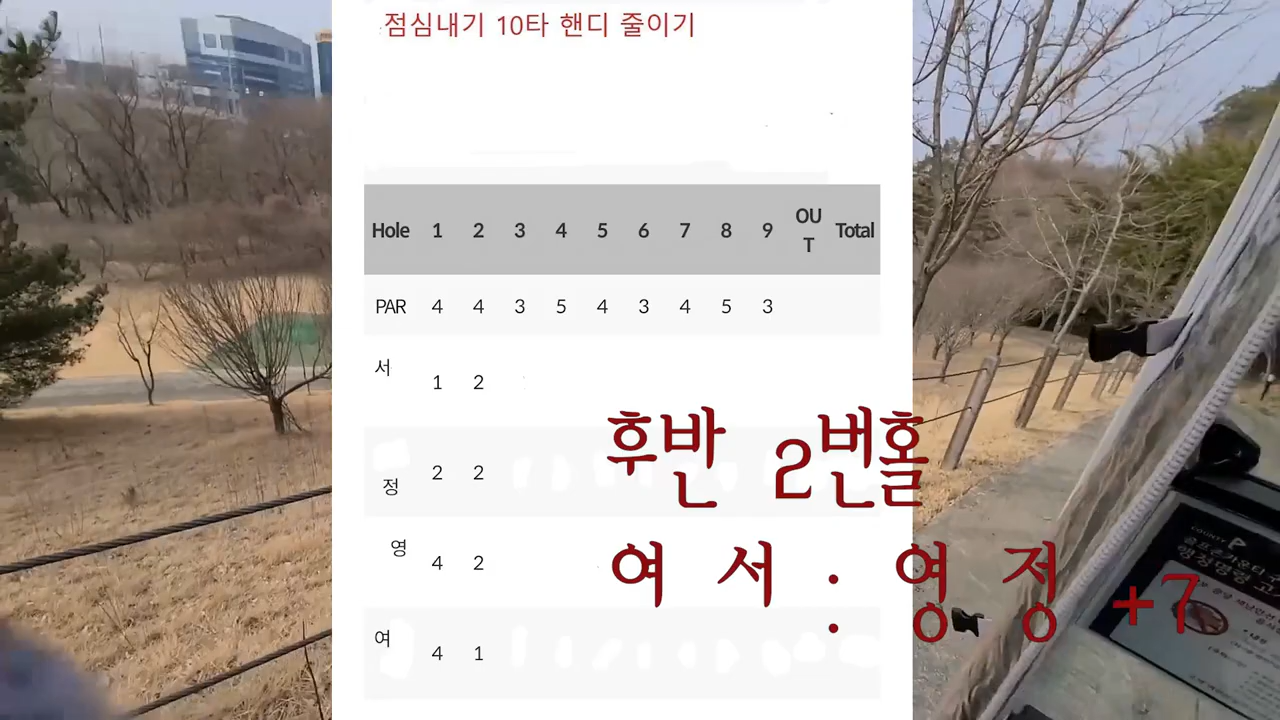 점심내기 10타 핸디 줄이기
Hole 1 2 3 4 5 6 7 8 9 OUT Total
PAR 4 4 3 5 4 3 4 5 3
서 1 2
정 2 2
영 4 2
여 4 1
후반 2번홀
여 서 : 영 정 +7